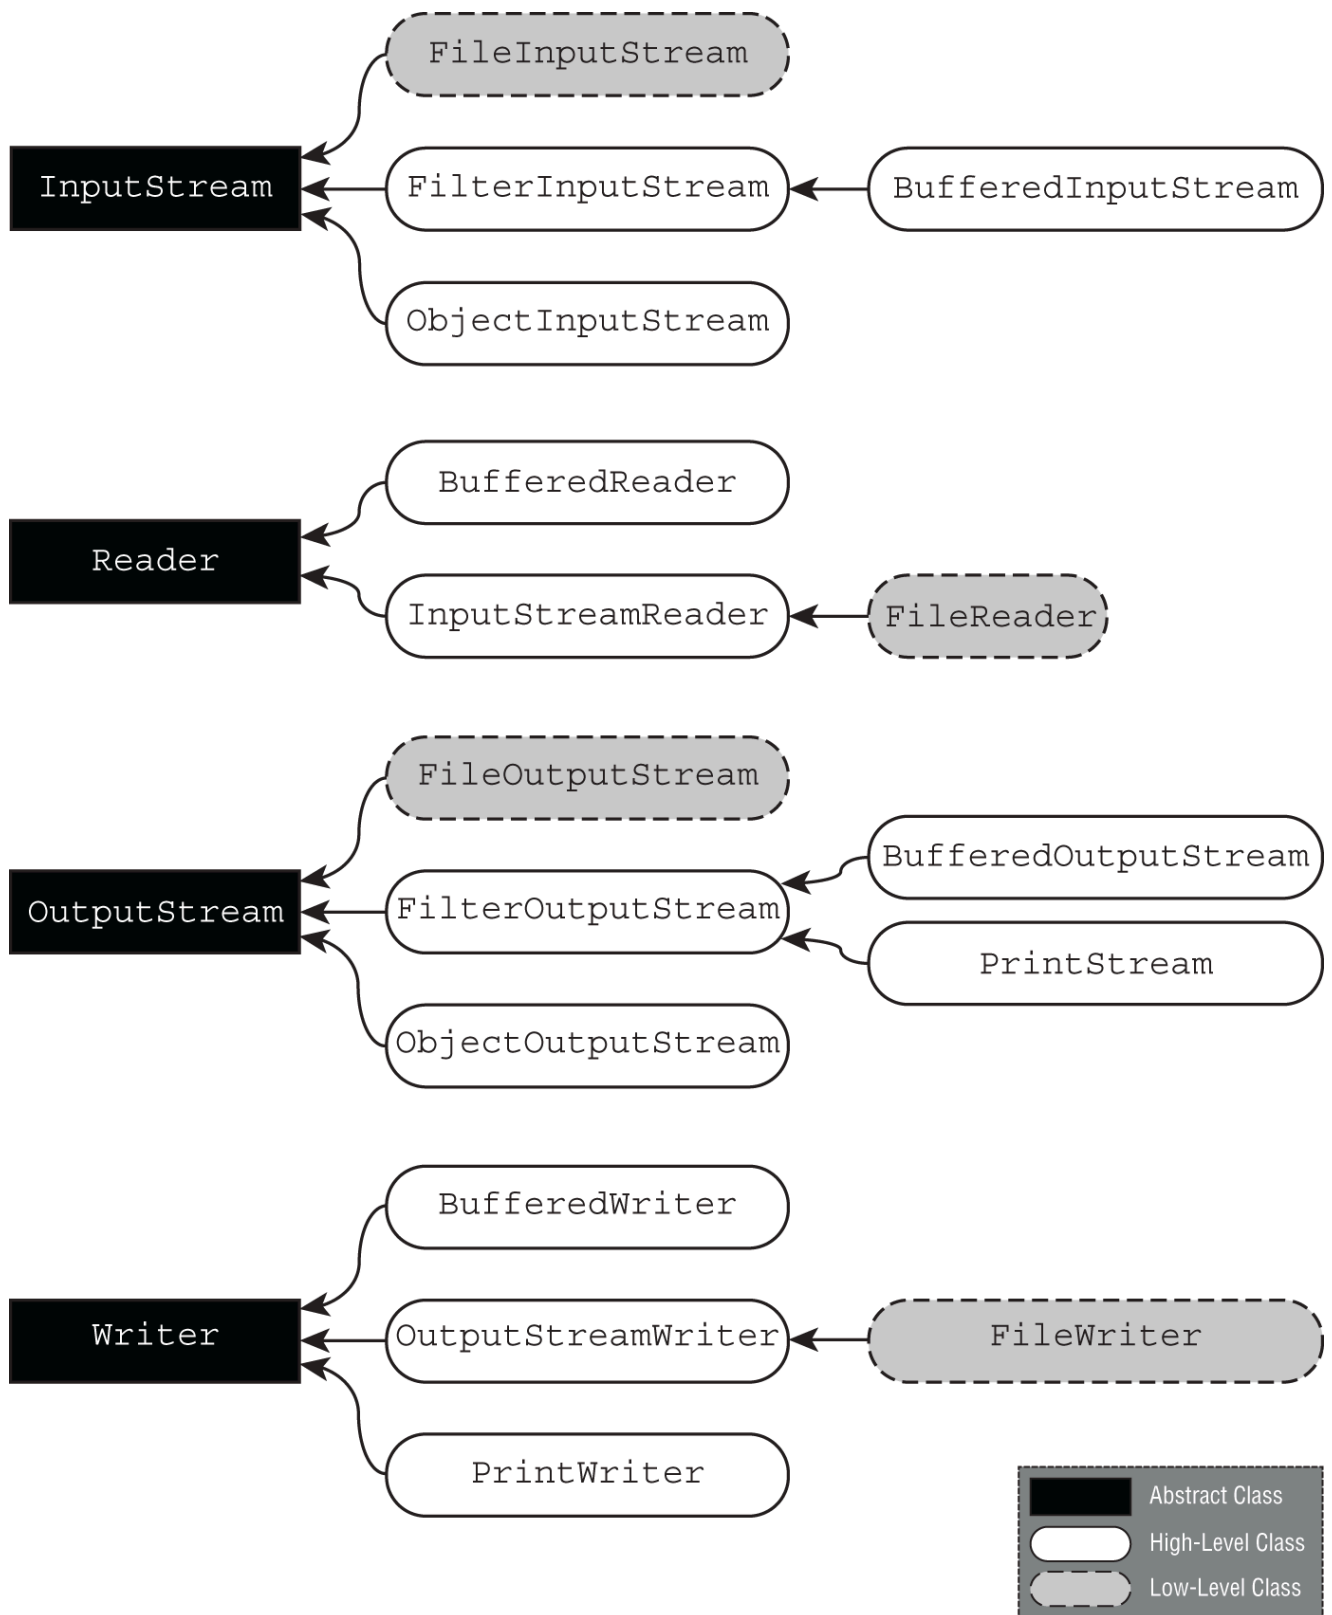 FileInputStream
InputStream
FilterInputStream
BufferedInputStream
ObjectInputStream
BufferedReader
Reader
InputStreamReader
FileReader
FileOutputStream
BufferedOutputStream
OutputStream
FilterOutputStream
PrintStream
ObjectOutputStream
BufferedWriter
Writer
OutputStreamWriter
FileWriter
PrintWriter
Abstract Class
High-Level Class
Low-Level Class